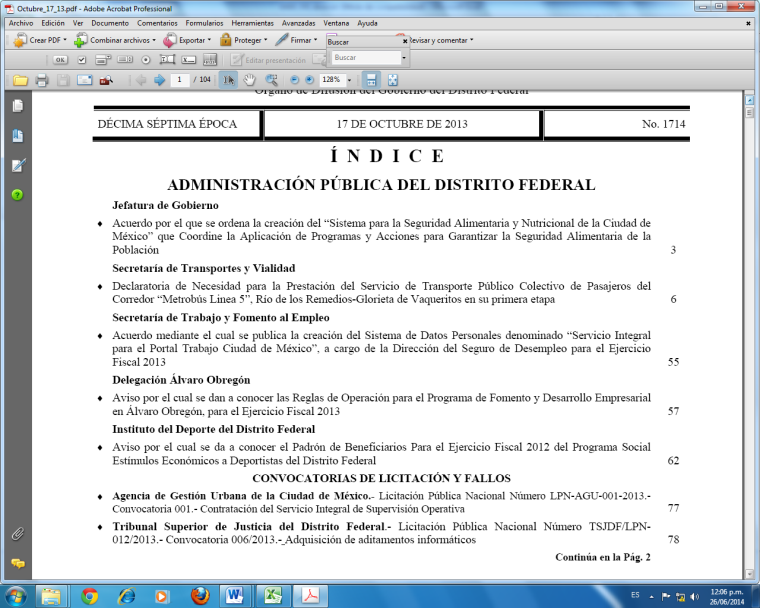 Octubre_17_13.pdf - Adobe Acrobat Professional
Archivo Edición Ver Documento Comentarios Formularios Herramientas Avanzadas Ventana Ayuda
Crear PDF Combinar archivos Exportar Proteger Firmar Revisar y comentar
Buscar
OK Editar presentación
Buscar
1 / 104 128%
Órgano de Difusión del Gobierno del Distrito Federal
DÉCIMA SÉPTIMA ÉPOCA 17 DE OCTUBRE DE 2013 No. 1714
Í N D I C E
ADMINISTRACIÓN PÚBLICA DEL DISTRITO FEDERAL
Jefatura de Gobierno
♦ Acuerdo por el que se ordena la creación del “Sistema para la Seguridad Alimentaria y Nutricional de la Ciudad de
México” que Coordine la Aplicación de Programas y Acciones para Garantizar la Seguridad Alimentaria de la
Población 3
Secretaría de Transportes y Vialidad
♦ Declaratoria de Necesidad para la Prestación del Servicio de Transporte Público Colectivo de Pasajeros del
Corredor “Metrobús Linea 5”, Río de los Remedios-Glorieta de Vaqueritos en su primera etapa 6
Secretaría de Trabajo y Fomento al Empleo
♦ Acuerdo mediante el cual se publica la creación del Sistema de Datos Personales denominado “Servicio Integral
para el Portal Trabajo Ciudad de México”, a cargo de la Dirección del Seguro de Desempleo para el Ejercicio
Fiscal 2013 55
Delegación Álvaro Obregón
♦ Aviso por el cual se dan a conocer las Reglas de Operación para el Programa de Fomento y Desarrollo Empresarial
en Álvaro Obregón, para el Ejercicio Fiscal 2013 57
Instituto del Deporte del Distrito Federal
♦ Aviso por el cual se da a conocer el Padrón de Beneficiarios Para el Ejercicio Fiscal 2012 del Programa Social
Estímulos Económicos a Deportistas del Distrito Federal 62
CONVOCATORIAS DE LICITACIÓN Y FALLOS
♦ Agencia de Gestión Urbana de la Ciudad de México.- Licitación Pública Nacional Número LPN-AGU-001-2013.-
Convocatoria 001.- Contratación del Servicio Integral de Supervisión Operativa 77
♦ Tribunal Superior de Justicia del Distrito Federal.- Licitación Pública Nacional Número TSJDF/LPN-
012/2013.- Convocatoria 006/2013.- Adquisición de aditamentos informáticos 78
Continúa en la Pág. 2
ES 12:06 p.m.
26/06/2014